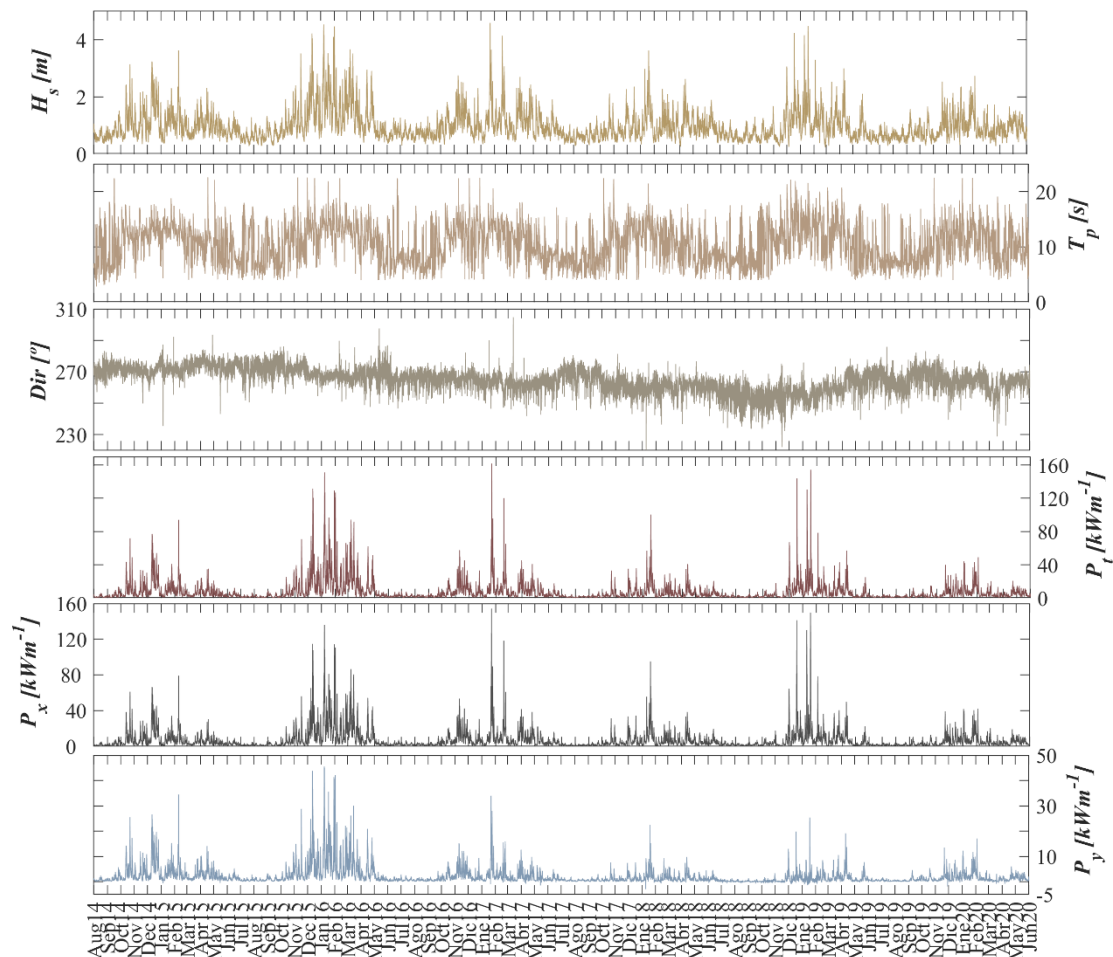 H_s [m]
4
2
0
T_p [s]
20
10
0
Dir [º]
310
270
230
P_t [kWm⁻¹]
160
120
80
40
0
P_x [kWm⁻¹]
160
120
80
40
0
P_y [kWm⁻¹]
50
30
10
-5
Aug14
Sep14
Oct14
Nov14
Dec14
Jan15
Feb15
Mar15
Apr15
May15
Jun15
Jul15
Aug15
Sep15
Oct15
Nov15
Dec15
Jan16
Feb16
Mar16
Apr16
May16
Jun16
Jul16
Ago16
Sep16
Oct16
Nov16
Dic16
Ene17
Feb17
Mar17
Abr17
May17
Jun17
Jul17
Ago17
Sep17
Oct17
Nov17
Dic17
Ene18
Feb18
Mar18
Abr18
May18
Jun18
Jul18
Ago18
Sep18
Oct18
Nov18
Dic18
Ene19
Feb19
Mar19
Abr19
May19
Jun19
Jul19
Ago19
Sep19
Oct19
Nov19
Dic19
Ene20
Feb20
Mar20
Abr20
May20
Jun20